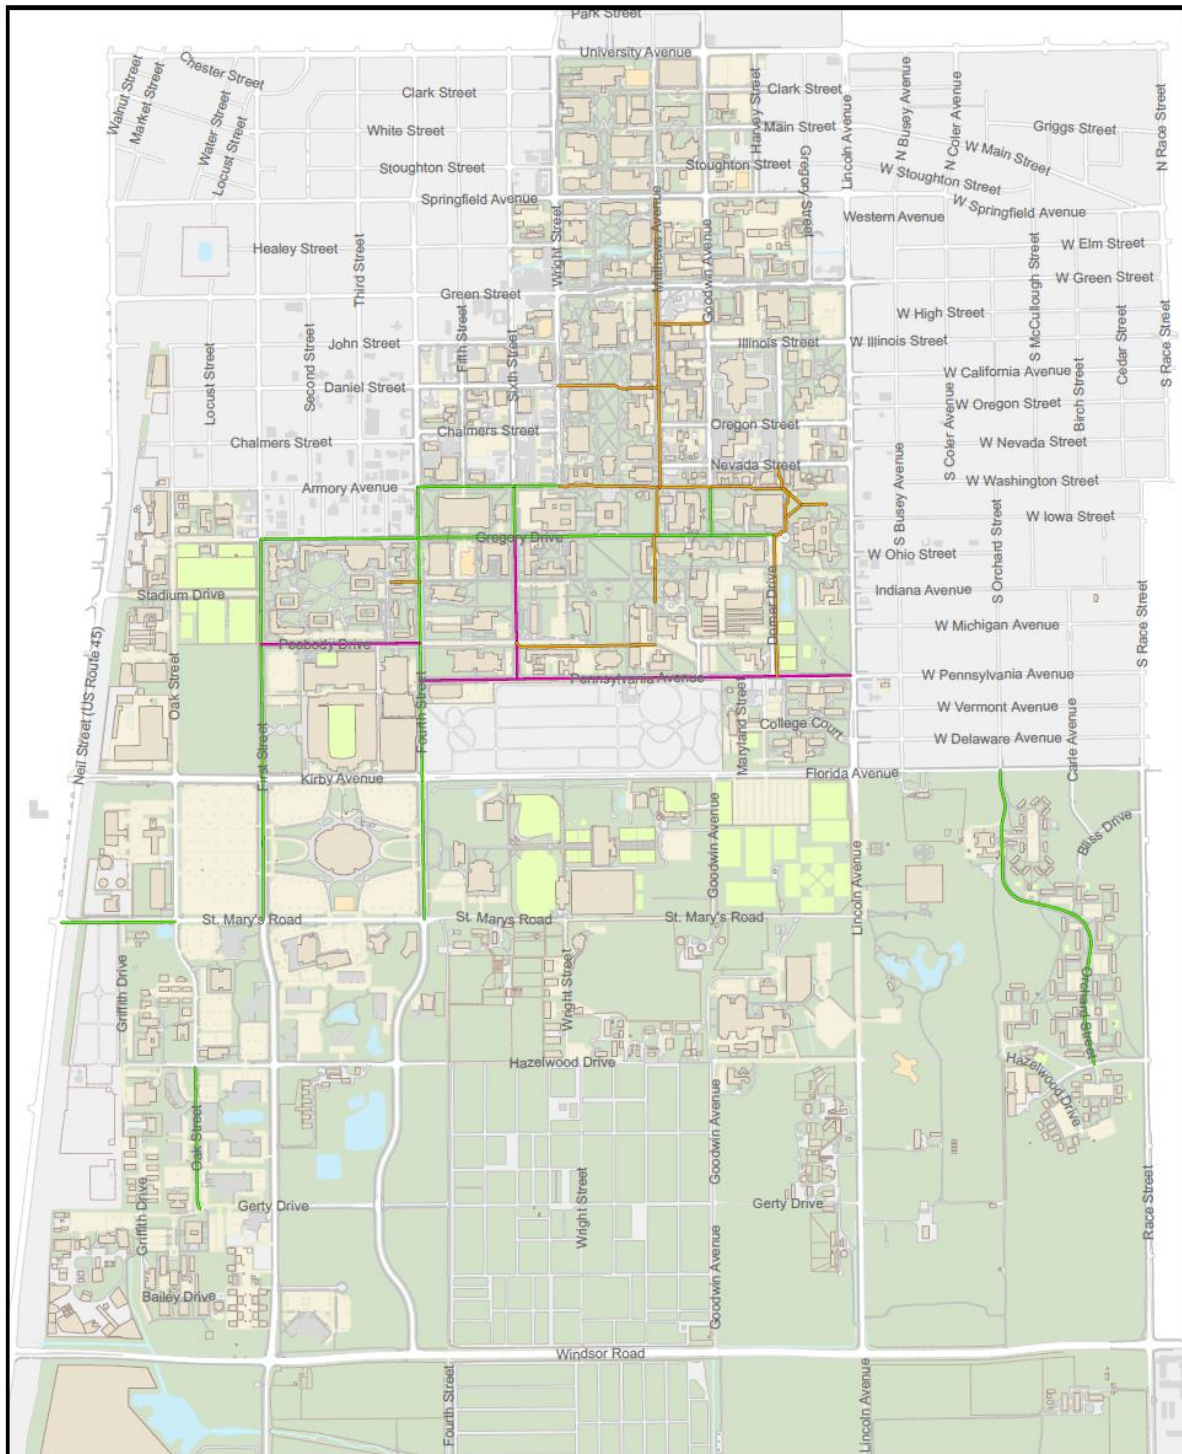 Park Street
University Avenue
Chester Street
Walnut Street
Market Street
Water Street
Locust Street
Clark Street
Clark Street
Harvey Street
Lincoln Avenue
N Busey Avenue
N Coler Avenue
N Race Street
White Street
Main Street
Griggs Street
W Main Street
Stoughton Street
Stoughton Street
Gregory Street
W Stoughton Street
Springfield Avenue
W Springfield Avenue
Western Avenue
Healey Street
Third Street
Wright Street
Mathews Avenue
Goodwin Avenue
W Elm Street
W Green Street
Green Street
S McCullough Street
W High Street
John Street
Second Street
Locust Street
Fifth Street
Sixth Street
Illinois Street
W Illinois Street
Cedar Street
S Race Street
Daniel Street
W California Avenue
Birch Street
W Oregon Street
S Coler Avenue
Chalmers Street
Chalmers Street
Oregon Street
W Nevada Street
Nevada Street
S Busey Avenue
Armory Avenue
W Washington Street
W Iowa Street
Gregory Drive
S Orchard Street
W Ohio Street
Stadium Drive
Indiana Avenue
Dorner Drive
S Race Street
W Michigan Avenue
Neil Street (US Route 45)
Oak Street
Peabody Drive
Pennsylvania Avenue
W Pennsylvania Avenue
First Street
Fourth Street
Maryland Street
College Court
W Vermont Avenue
W Delaware Avenue
Carle Avenue
Kirby Avenue
Florida Avenue
Goodwin Avenue
Bliss Drive
Lincoln Avenue
St. Mary's Road
St. Marys Road
St. Mary's Road
Griffith Drive
Wright Street
Orchard Street
Hazelwood Drive
Hazelwood Drive
Oak Street
Goodwin Avenue
Griffith Drive
Gerty Drive
Wright Street
Gerty Drive
Race Street
Goodwin Avenue
Bailey Drive
Windsor Road
Fourth Street
Lincoln Avenue